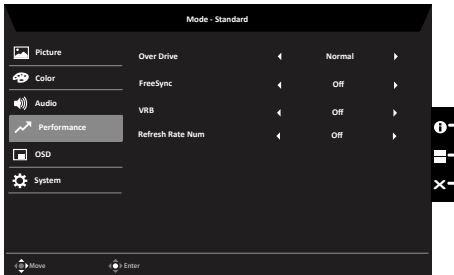 Mode - Standard
Picture
Over Drive Normal
Color
FreeSync Off
Audio
VRB Off
Performance
Refresh Rate Num Off
OSD
System
Move Enter